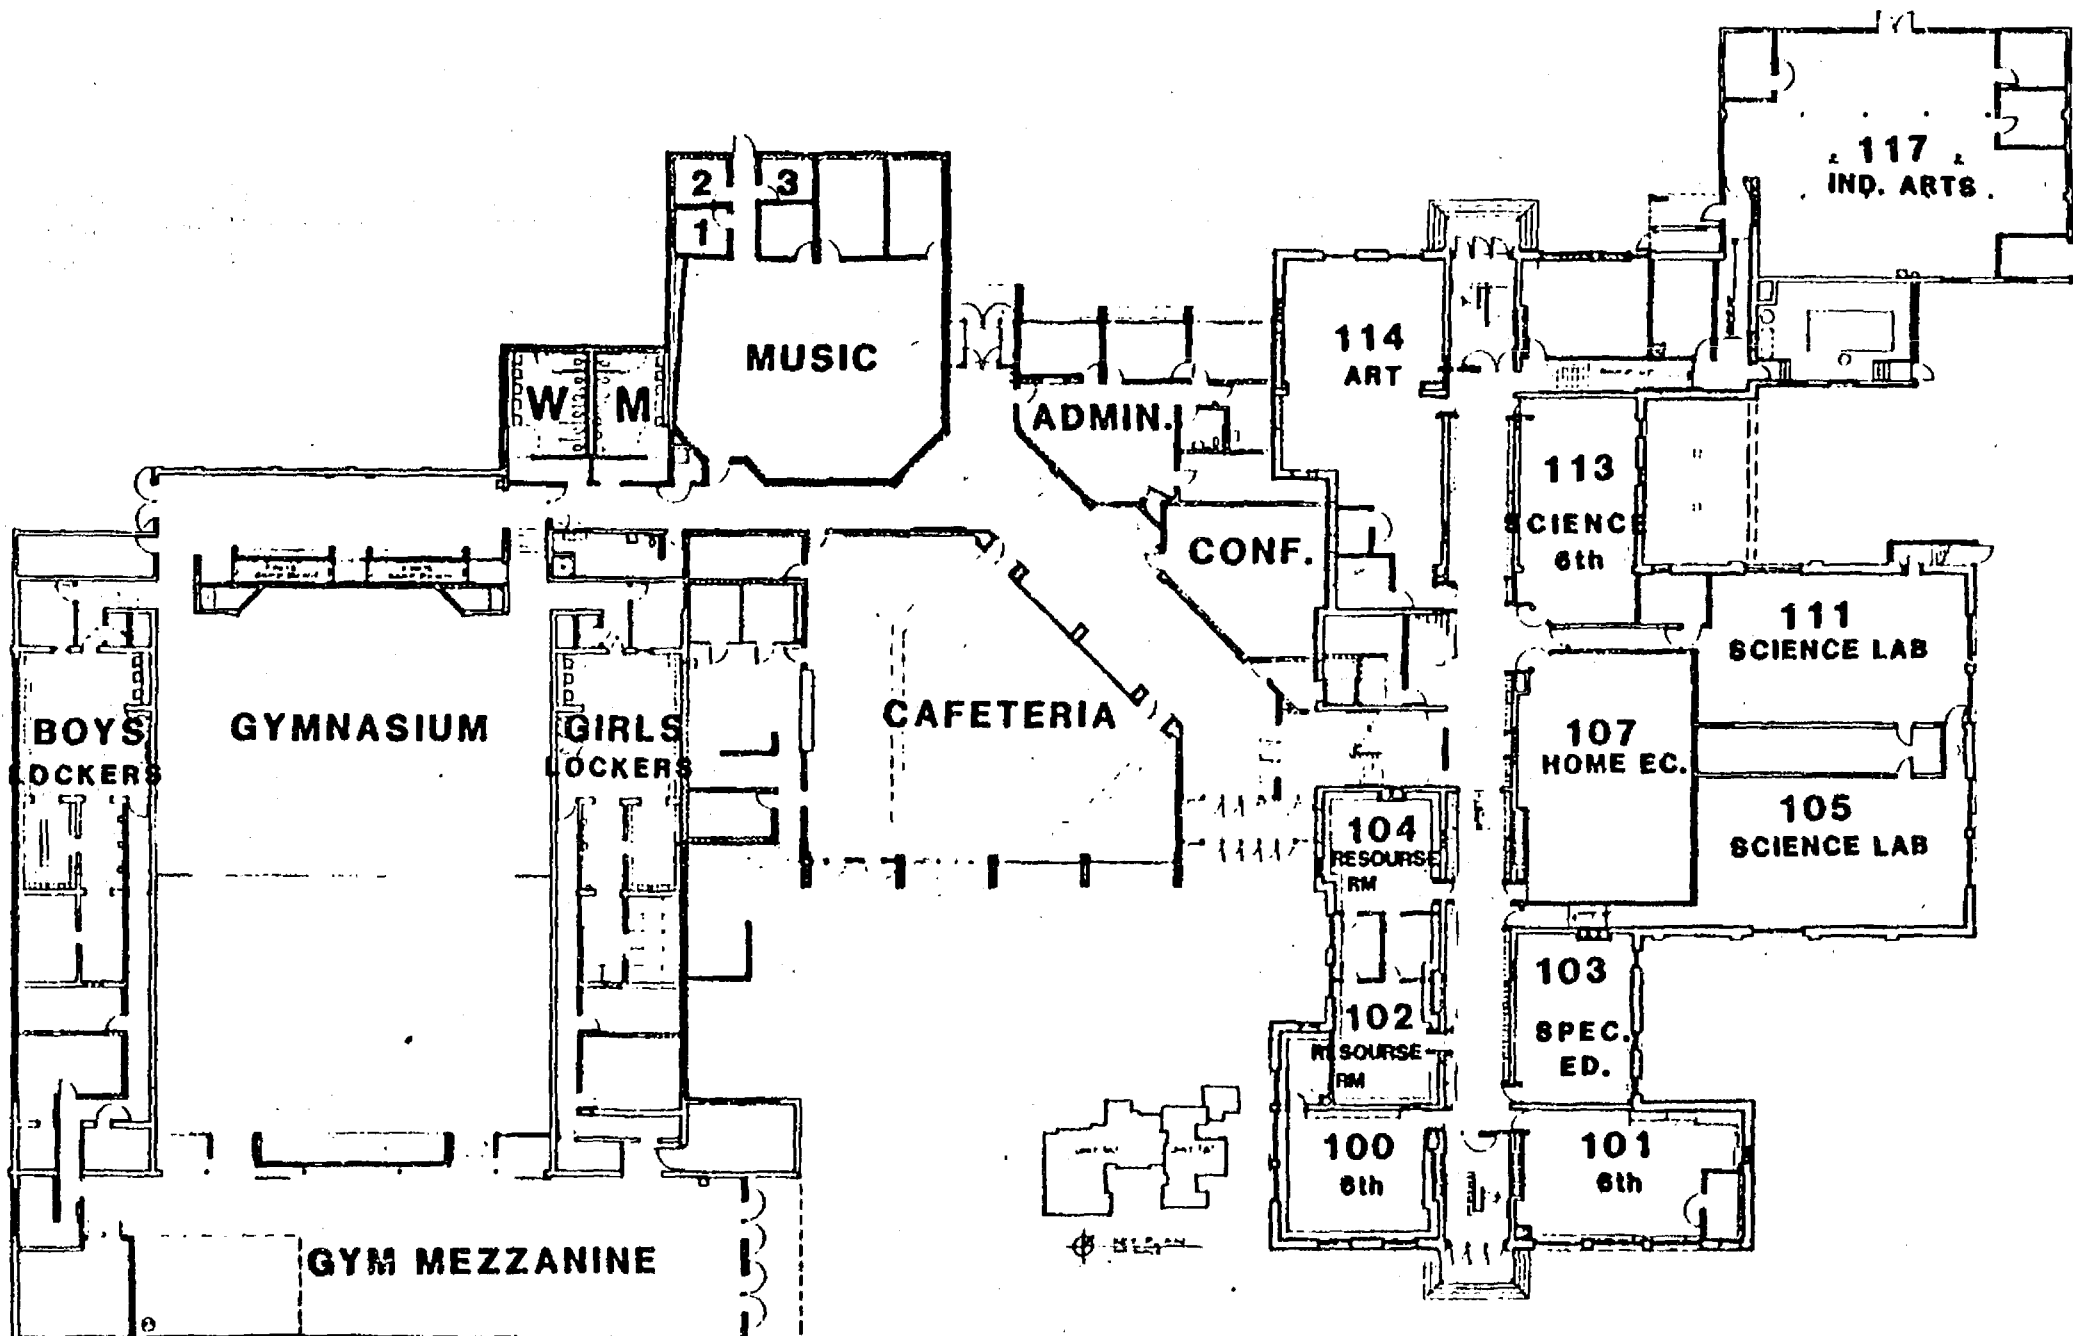 117
IND. ARTS
2
3
1
MUSIC
W
M
ADMIN.
114
ART
113
SCIENCE
6th
CONF.
111
SCIENCE LAB
BOYS
LOCKERS
GYMNASIUM
GIRLS
LOCKERS
CAFETERIA
107
HOME EC.
105
SCIENCE LAB
104
RESOURSE
RM
103
SPEC.
ED.
102
RESOURSE
RM
100
6th
101
6th
GYM MEZZANINE